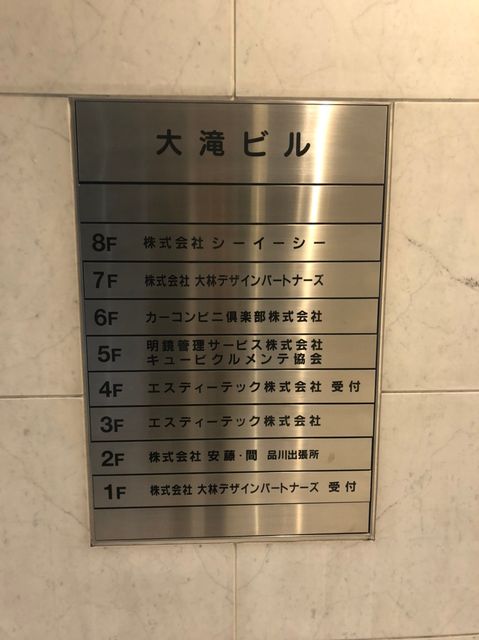 大滝ビル
8F 株式会社 シーイーシー
7F 株式会社 大林デザインパートナーズ
6F カーコンビニ倶楽部株式会社
5F 明鏡管理サービス株式会社
キュービクルメンテ協会
4F エスティーテック株式会社 受付
3F エスティーテック株式会社
2F 株式会社 安藤・間 品川出張所
1F 株式会社 大林デザインパートナーズ 受付